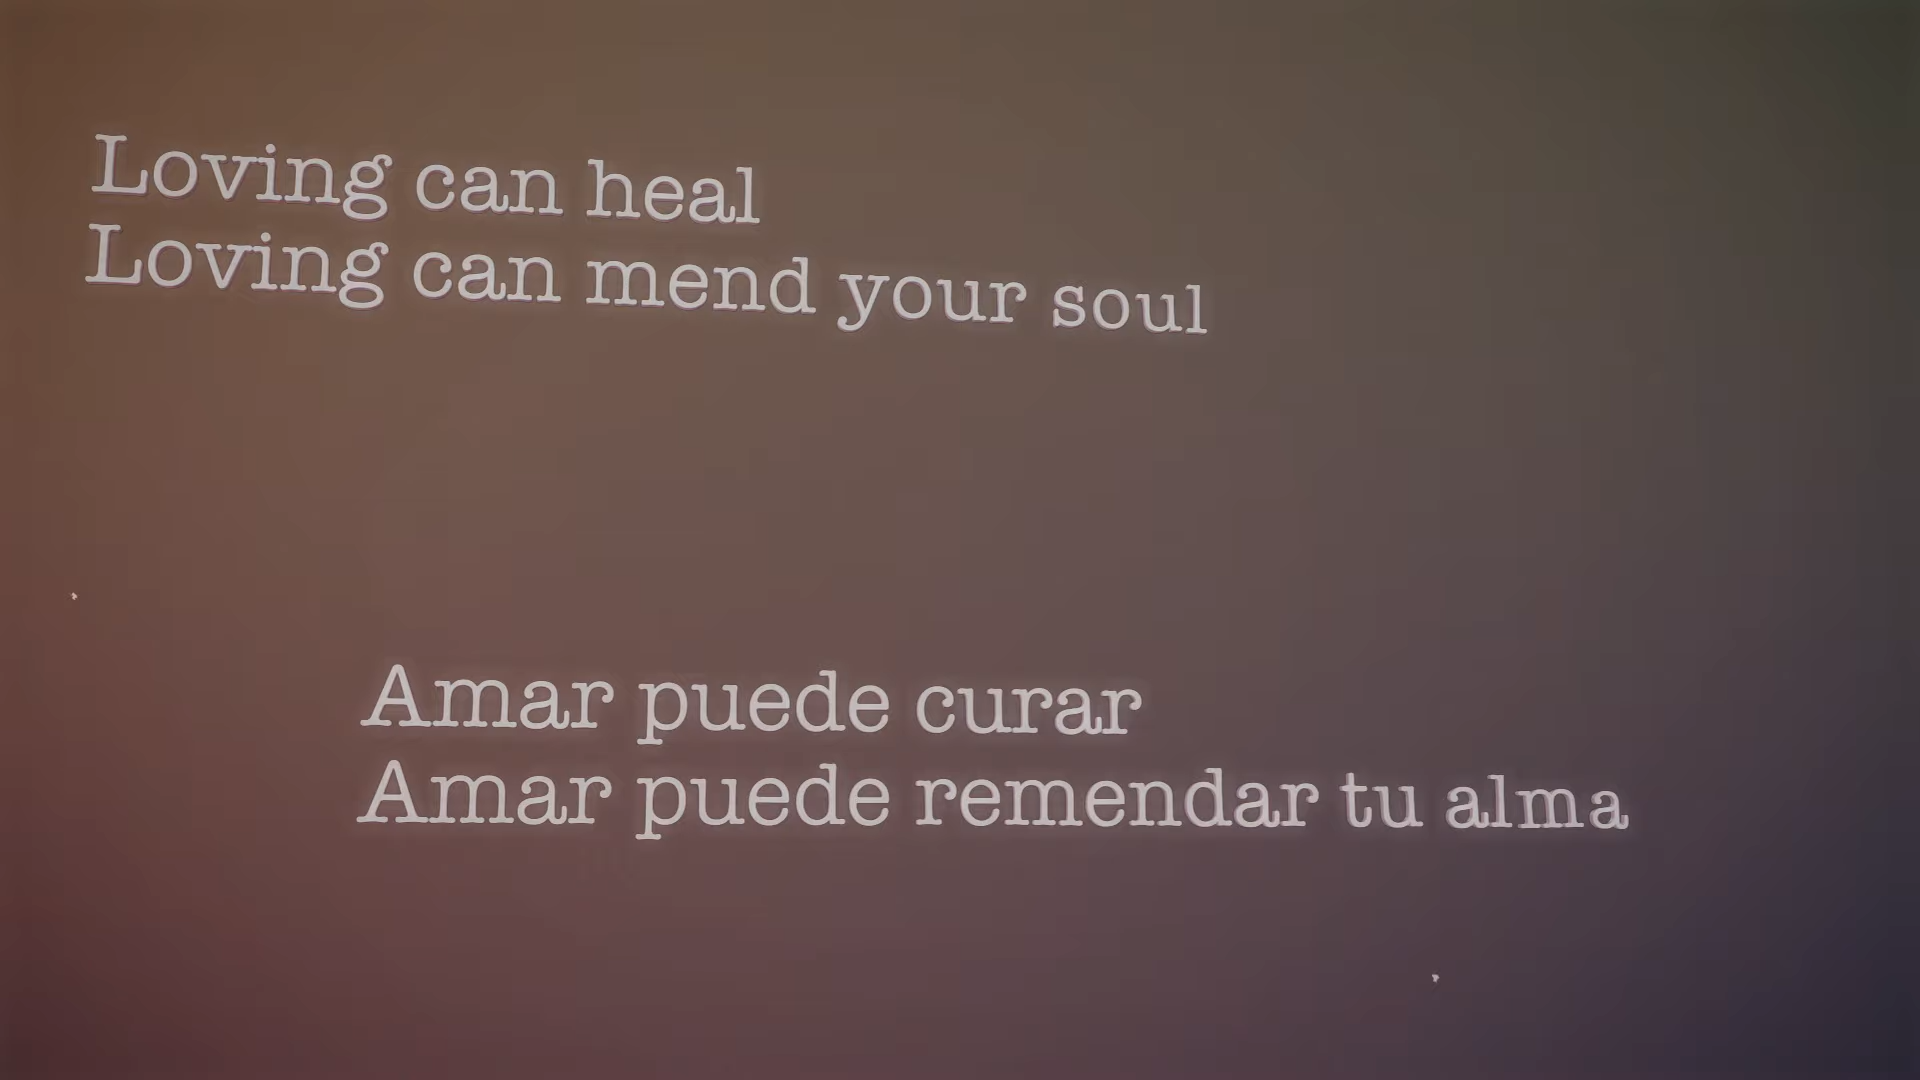 Loving can heal
Loving can mend your soul
Amar puede curar
Amar puede remendar tu alma